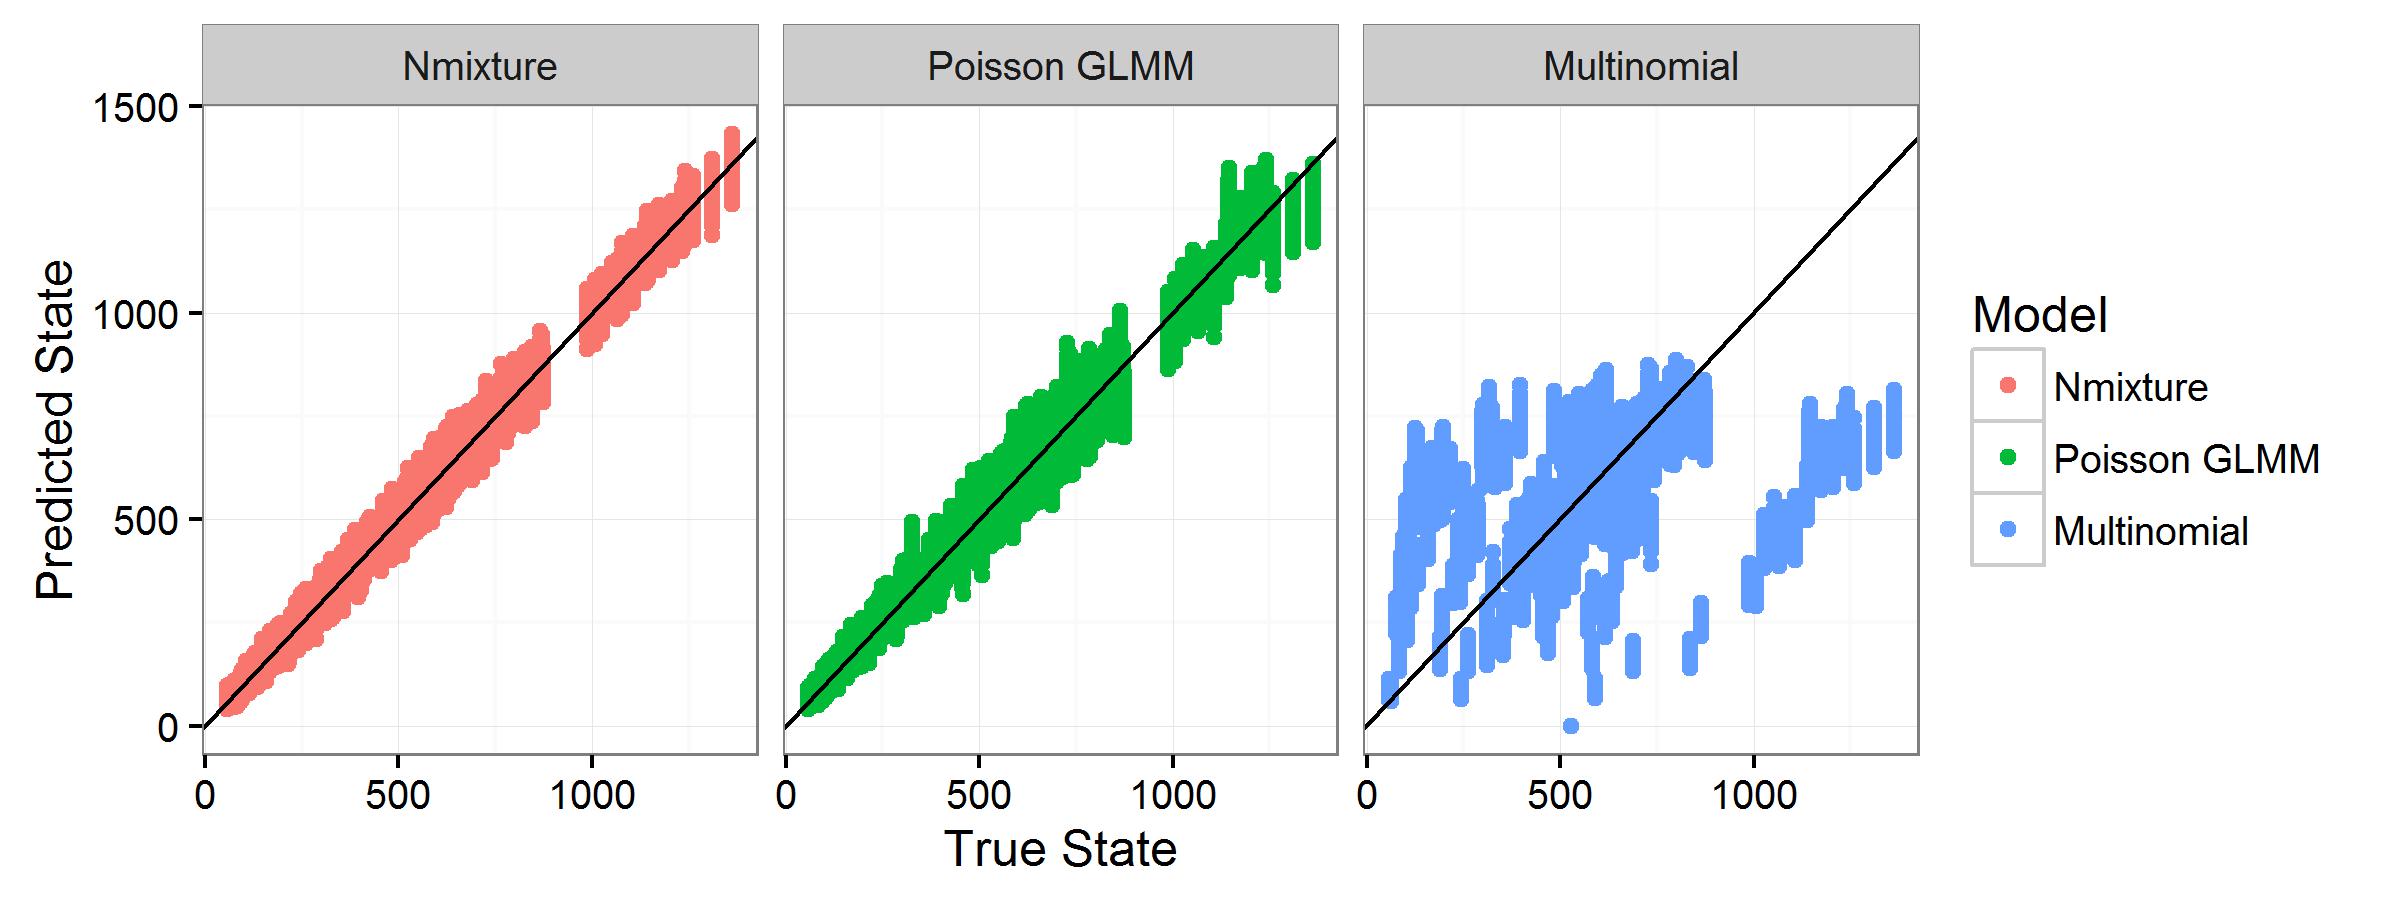 Nmixture
Poisson GLMM
Multinomial
1500
1000
500
0
Predicted State
0 500 1000
0 500 1000
0 500 1000
True State
Model
Nmixture
Poisson GLMM
Multinomial